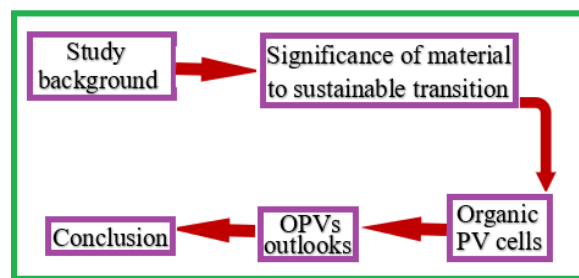 Study
background
Significance of material
to sustainable transition
Organic
PV cells
OPVs
outlooks
Conclusion